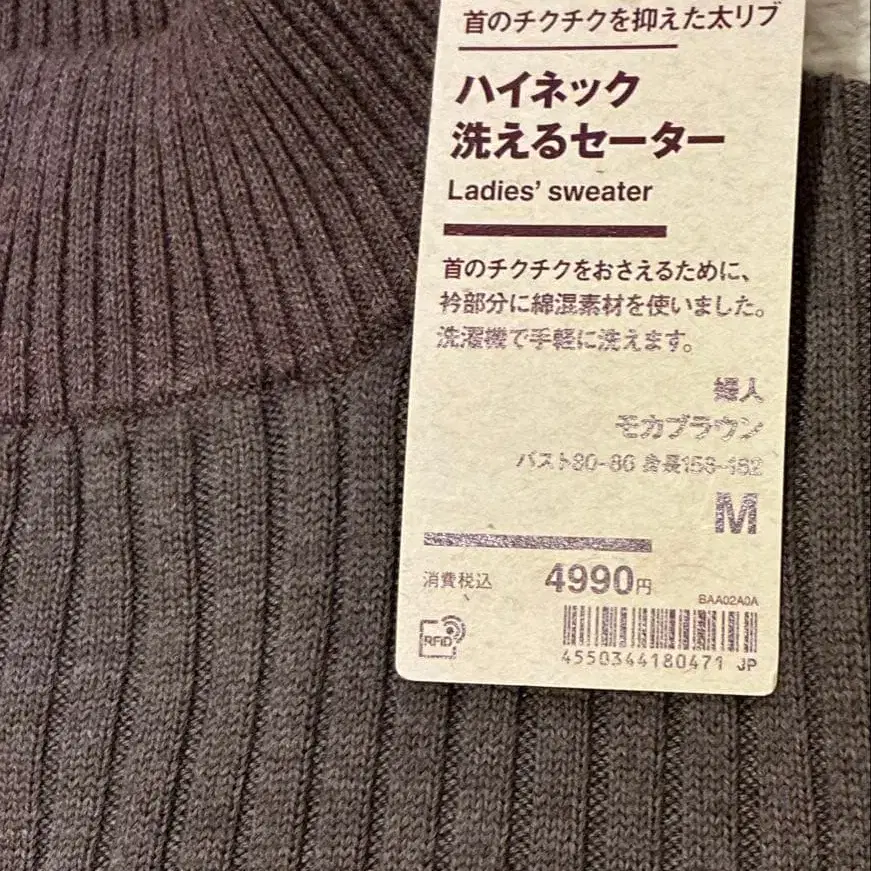 首のチクチクを抑えた太リブ
ハイネック
洗えるセーター
Ladies' sweater
首のチクチクをおさえるために、
衿部分に綿混素材を使いました。
洗濯機で手軽に洗えます。
婦人
モカブラウン
バスト80-86 身長156-162
M
消費税込 4990円
BAA02A0A
RFID
4550344180471 JP